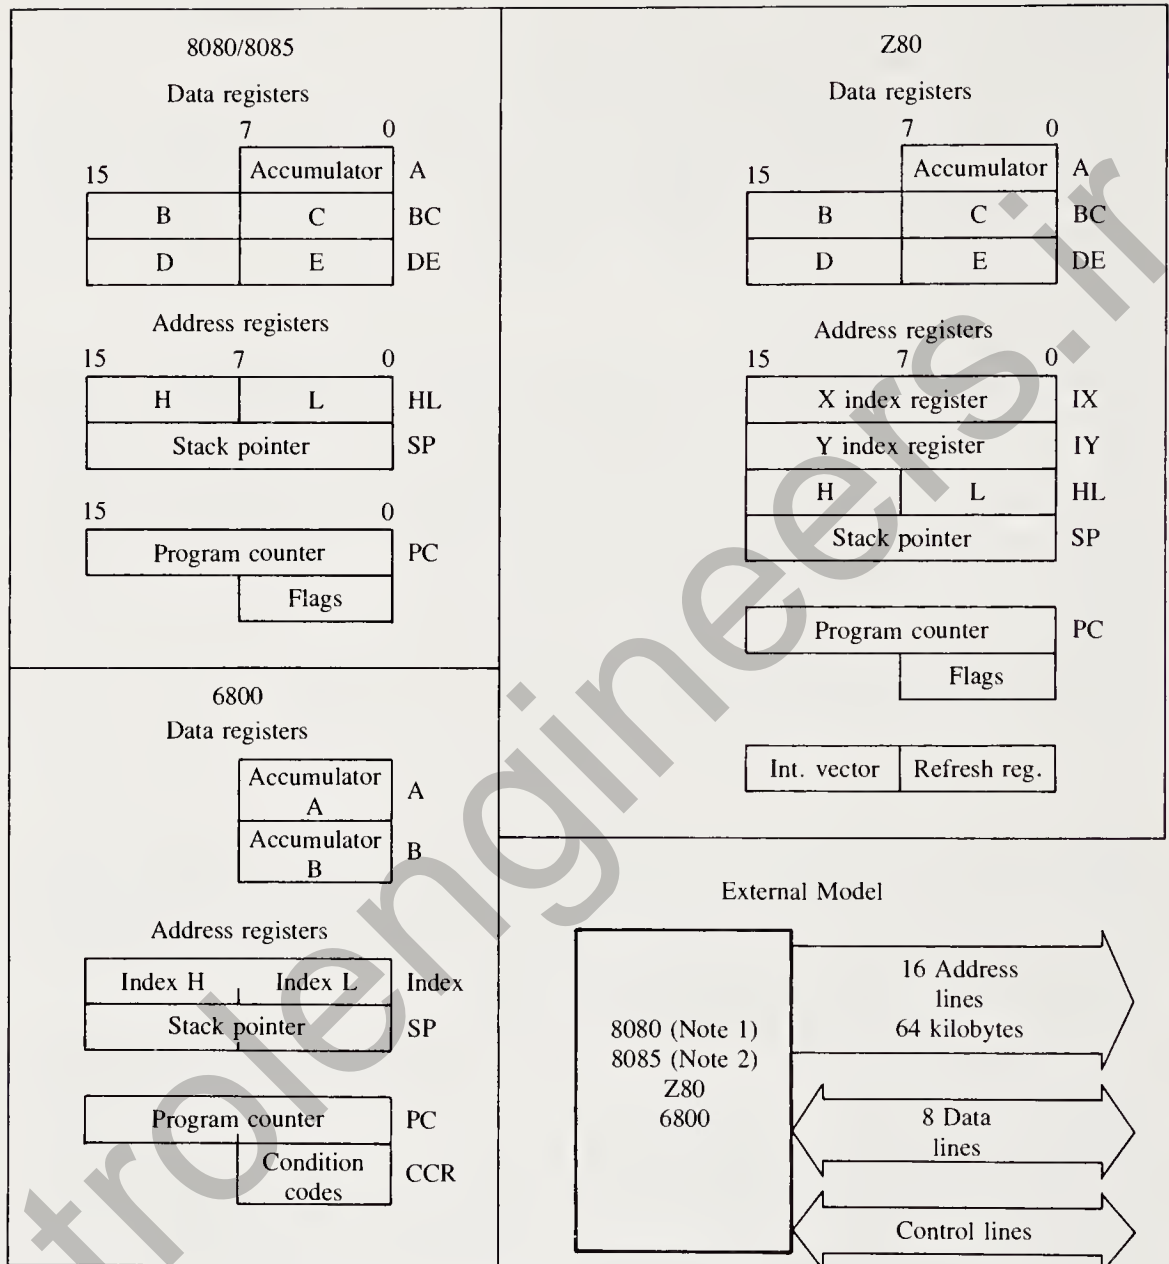 8080/8085
Data registers
7 0
15 Accumulator A
B C BC
D E DE
Address registers
15 7 0
H L HL
Stack pointer SP
15 0
Program counter PC
Flags
Z80
Data registers
7 0
15 Accumulator A
B C BC
D E DE
Address registers
15 7 0
X index register IX
Y index register IY
H L HL
Stack pointer SP
Program counter PC
Flags
Int. vector Refresh reg.
6800
Data registers
Accumulator
A
A
Accumulator
B
B
Address registers
Index H Index L Index
Stack pointer SP
Program counter PC
Condition
codes
CCR
External Model
8080 (Note 1)
8085 (Note 2)
Z80
6800
16 Address
lines
64 kilobytes
8 Data
lines
Control lines
trolengineers.ir